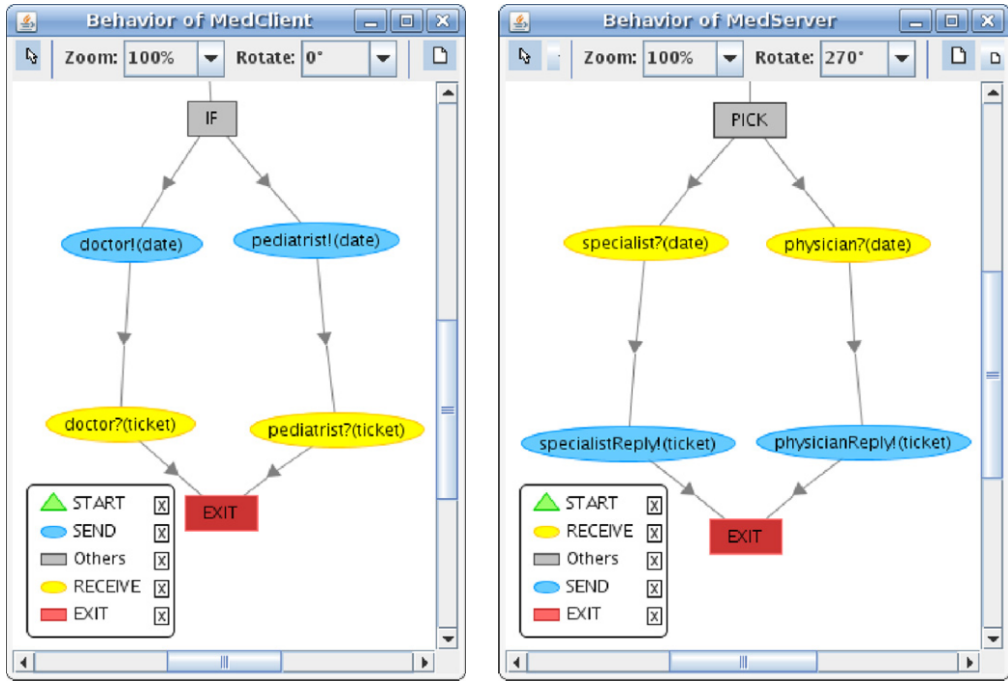 Behavior of MedClient
Zoom: 100% Rotate: 0°
IF
doctor!(date)
pediatrist!(date)
doctor?(ticket)
pediatrist?(ticket)
EXIT
START X
SEND X
Others X
RECEIVE X
EXIT X
Behavior of MedServer
Zoom: 100% Rotate: 270°
PICK
specialist?(date)
physician?(date)
specialistReply!(ticket)
physicianReply!(ticket)
EXIT
START X
RECEIVE X
Others X
SEND X
EXIT X